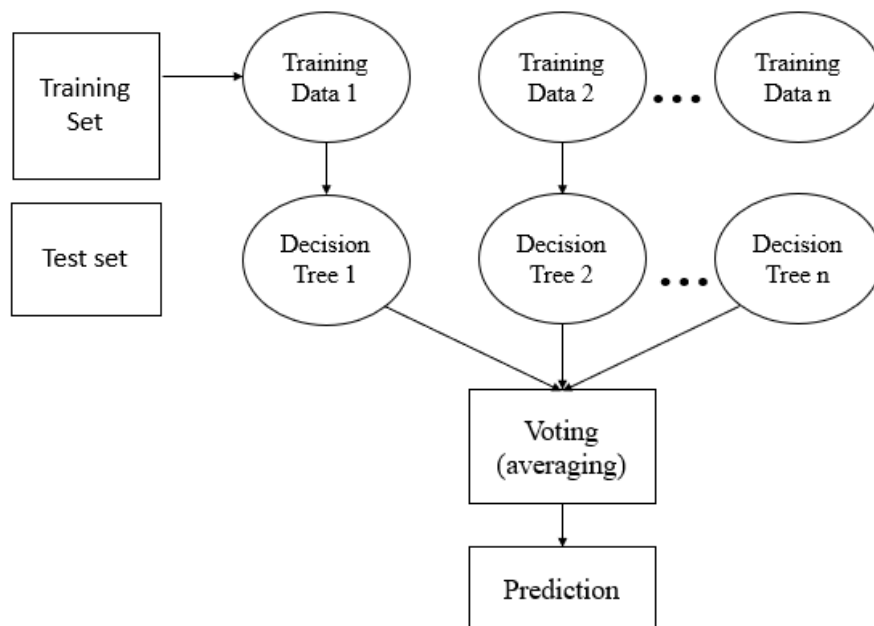 Training
Set
Training
Data 1
Training
Data 2
Training
Data n
Test set
Decision
Tree 1
Decision
Tree 2
Decision
Tree n
Voting
(averaging)
Prediction